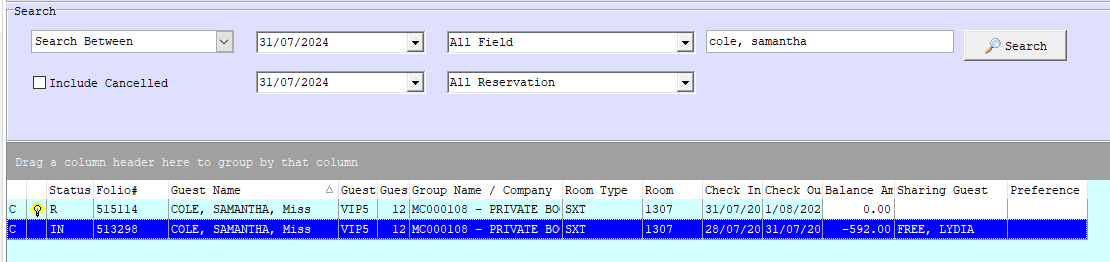 Search
Search Between 31/07/2024 All Field cole, samantha Search
Include Cancelled 31/07/2024 All Reservation
Drag a column header here to group by that column
Status Folio# Guest Name Guest Gues Group Name / Company Room Type Room Check In Check Ou Balance Am Sharing Guest Preference
C R 515114 COLE, SAMANTHA, Miss VIP5 12 MC000108 - PRIVATE BO SXT 1307 31/07/20 1/08/202 0.00
C IN 513298 COLE, SAMANTHA, Miss VIP5 12 MC000108 - PRIVATE BO SXT 1307 28/07/20 31/07/20 -592.00 FREE, LYDIA